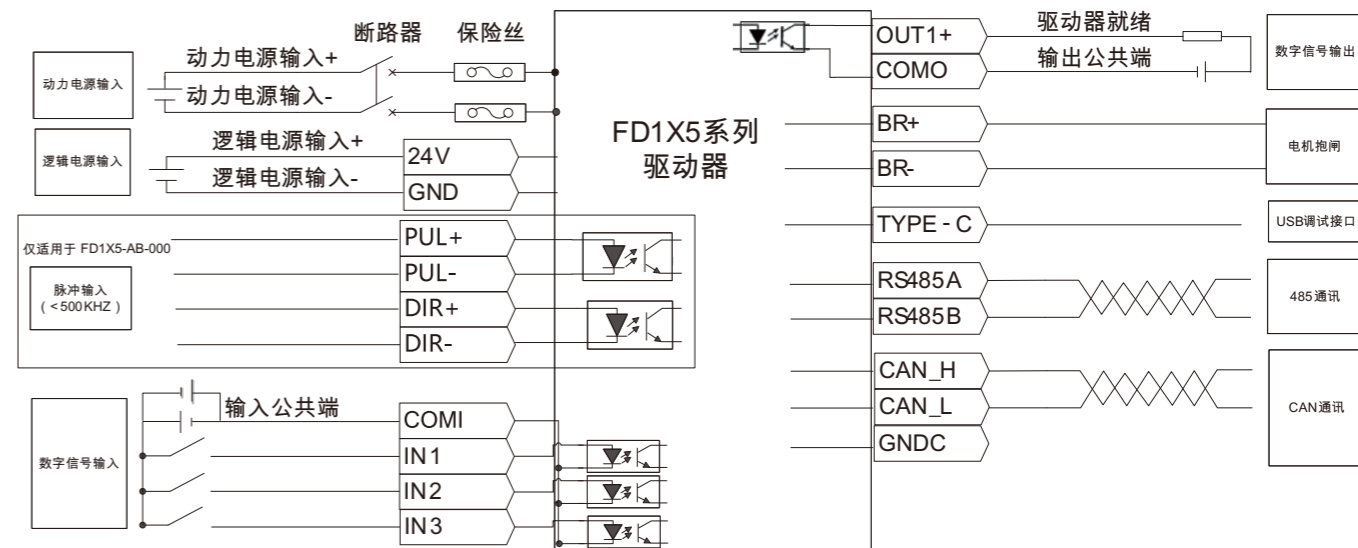 断路器
保险丝
动力电源输入
动力电源输入+
动力电源输入-
逻辑电源输入
逻辑电源输入+
逻辑电源输入-
24V
GND
仅适用于 FD1X5-AB-000
脉冲输入
( <500KHZ )
PUL+
PUL-
DIR+
DIR-
数字信号输入
输入公共端
COMI
IN1
IN2
IN3
FD1X5系列
驱动器
OUT1+
COMO
驱动器就绪
输出公共端
数字信号输出
BR+
BR-
电机抱闸
TYPE-C
USB调试接口
RS485A
RS485B
485通讯
CAN_H
CAN_L
GNDC
CAN通讯